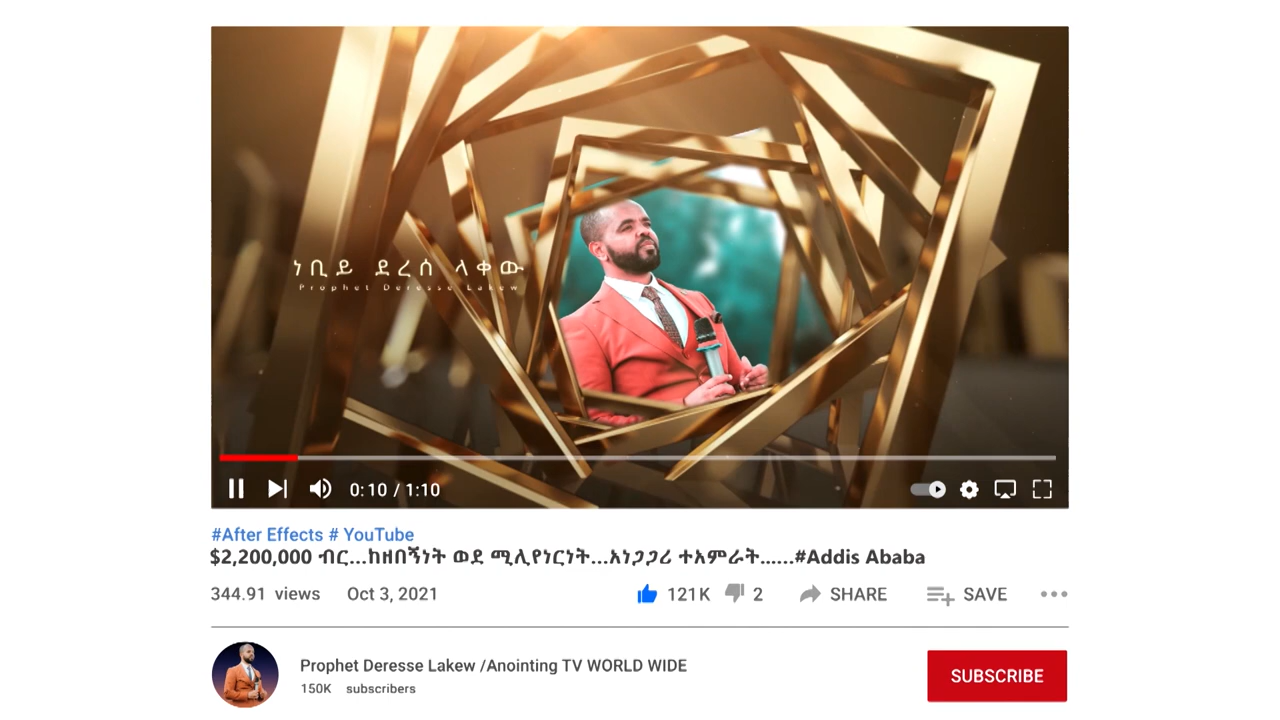 ነቢይ ደረሰ ላቀው
Prophet Deresse Lakew
0:10 / 1:10
#After Effects # YouTube
$2,200,000 ብር...ከዘበኝነት ወደ ሚሊየነርነት...አነጋጋሪ ተአምራት......#Addis Ababa
344.91 views Oct 3, 2021 121K 2 SHARE SAVE
Prophet Deresse Lakew /Anointing TV WORLD WIDE
150K subscribers
SUBSCRIBE